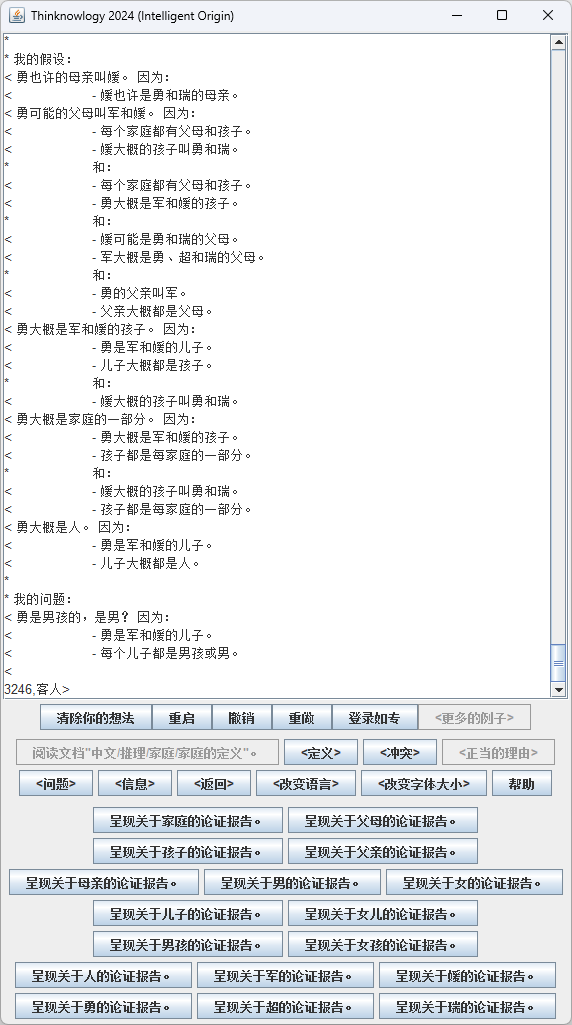 Thinknowlogy 2024 (Intelligent Origin)
*
* 我的假设:
< 勇也许的母亲叫媛。 因为:
< - 媛也许是勇和瑞的母亲。
< 勇可能的父母叫军和媛。 因为:
< - 每个家庭都有父母和孩子。
< - 媛大概的孩子叫勇和瑞。
* 和:
< - 每个家庭都有父母和孩子。
< - 勇大概是军和媛的孩子。
* 和:
< - 媛可能是勇和瑞的父母。
< - 军大概是勇、超和瑞的父母。
* 和:
< - 勇的父亲叫军。
< - 父亲大概都是父母。
< 勇大概是军和媛的孩子。 因为:
< - 勇是军和媛的儿子。
< - 儿子大概都是孩子。
* 和:
< - 媛大概的孩子叫勇和瑞。
< 勇大概是家庭的一部分。 因为:
< - 勇大概是军和媛的孩子。
< - 孩子都是每家庭的一部分。
* 和:
< - 媛大概的孩子叫勇和瑞。
< - 孩子都是每家庭的一部分。
< 勇大概是人。 因为:
< - 勇是军和媛的儿子。
< - 儿子大概都是人。
*
* 我的问题:
< 勇是男孩的，是男? 因为:
< - 勇是军和媛的儿子。
< - 每个儿子都是男孩或男。
<
3246,客人>
清除你的想法 重启 撤销 重做 登录如专 <更多的例子>
阅读文档"中文/推理/家庭/家庭的定义"。 <定义> <冲突> <正当的理由>
<问题> <信息> <返回> <改变语言> <改变字体大小> 帮助
呈现关于家庭的论证报告。 呈现关于父母的论证报告。
呈现关于孩子的论证报告。 呈现关于父亲的论证报告。
呈现关于母亲的论证报告。 呈现关于男的论证报告。 呈现关于女的论证报告。
呈现关于儿子的论证报告。 呈现关于女儿的论证报告。
呈现关于男孩的论证报告。 呈现关于女孩的论证报告。
呈现关于人的论证报告。 呈现关于军的论证报告。 呈现关于媛的论证报告。
呈现关于勇的论证报告。 呈现关于超的论证报告。 呈现关于瑞的论证报告。